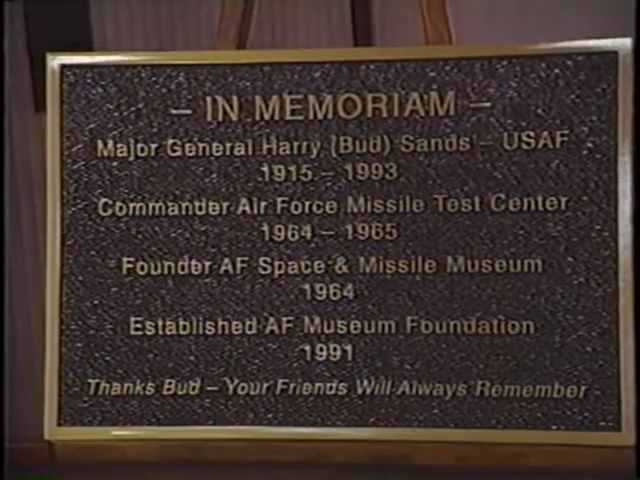 – IN MEMORIAM –
Major General Harry (Bud) Sands – USAF
1915 – 1993
Commander Air Force Missile Test Center
1964 – 1965
Founder AF Space & Missile Museum
1964
Established AF Museum Foundation
1991
Thanks Bud – Your Friends Will Always Remember